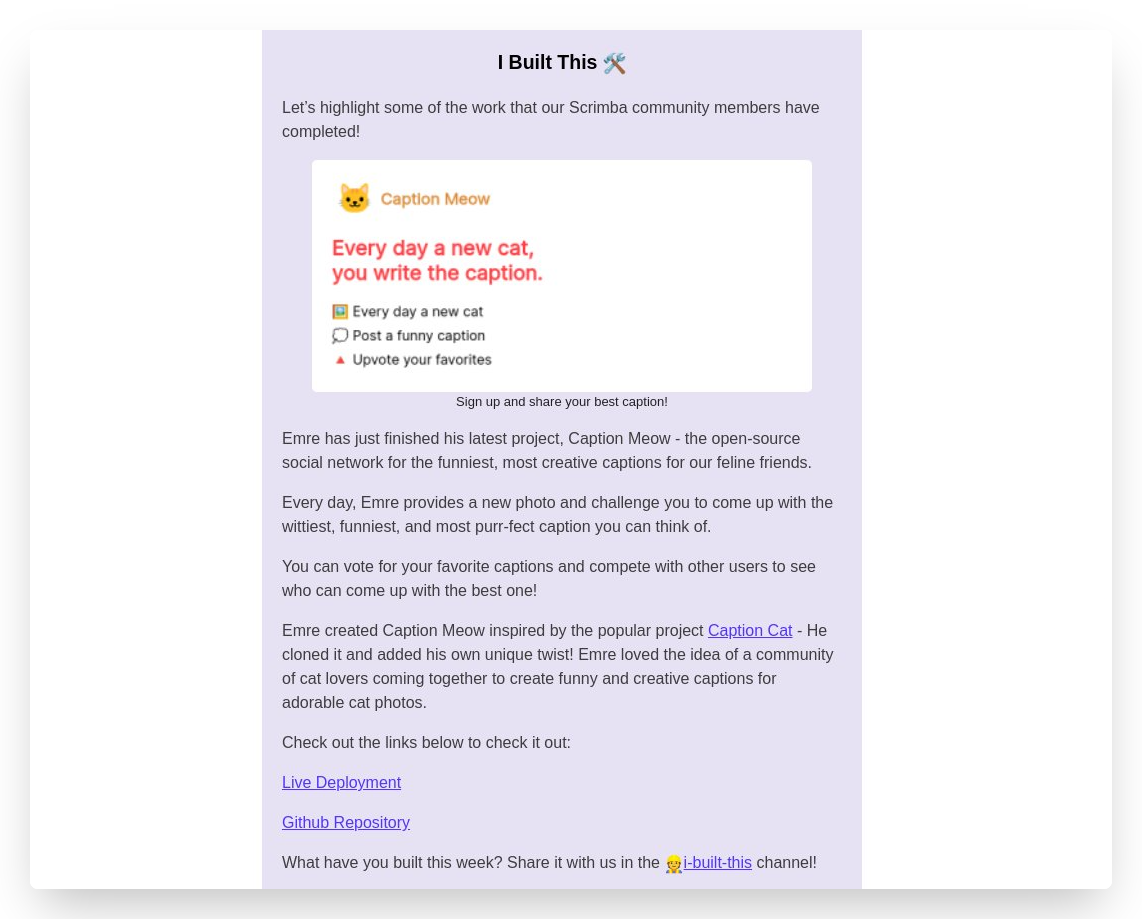 I Built This 🛠️
Let’s highlight some of the work that our Scrimba community members have
completed!
🐱 Caption Meow
Every day a new cat,
you write the caption.
🖼️ Every day a new cat
💭 Post a funny caption
🔺 Upvote your favorites
Sign up and share your best caption!
Emre has just finished his latest project, Caption Meow - the open-source
social network for the funniest, most creative captions for our feline friends.
Every day, Emre provides a new photo and challenge you to come up with the
wittiest, funniest, and most purr-fect caption you can think of.
You can vote for your favorite captions and compete with other users to see
who can come up with the best one!
Emre created Caption Meow inspired by the popular project Caption Cat - He
cloned it and added his own unique twist! Emre loved the idea of a community
of cat lovers coming together to create funny and creative captions for
adorable cat photos.
Check out the links below to check it out:
Live Deployment
Github Repository
What have you built this week? Share it with us in the 👷i-built-this channel!